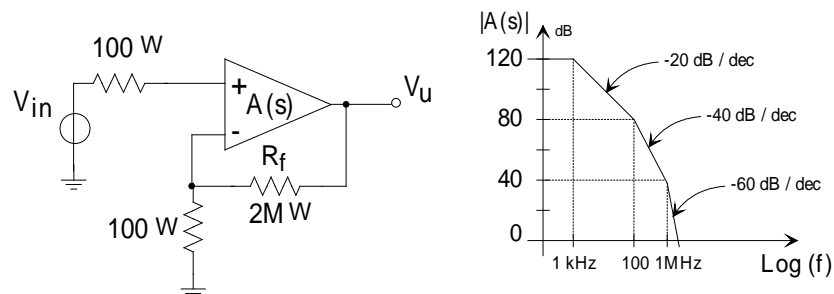 100 W
V_in
+
A(s)
-
V_u
R_f
2M W
100 W
|A(s)|
dB
120
80
40
0
-20 dB / dec
-40 dB / dec
-60 dB / dec
1 kHz
100
1MHz
Log (f)